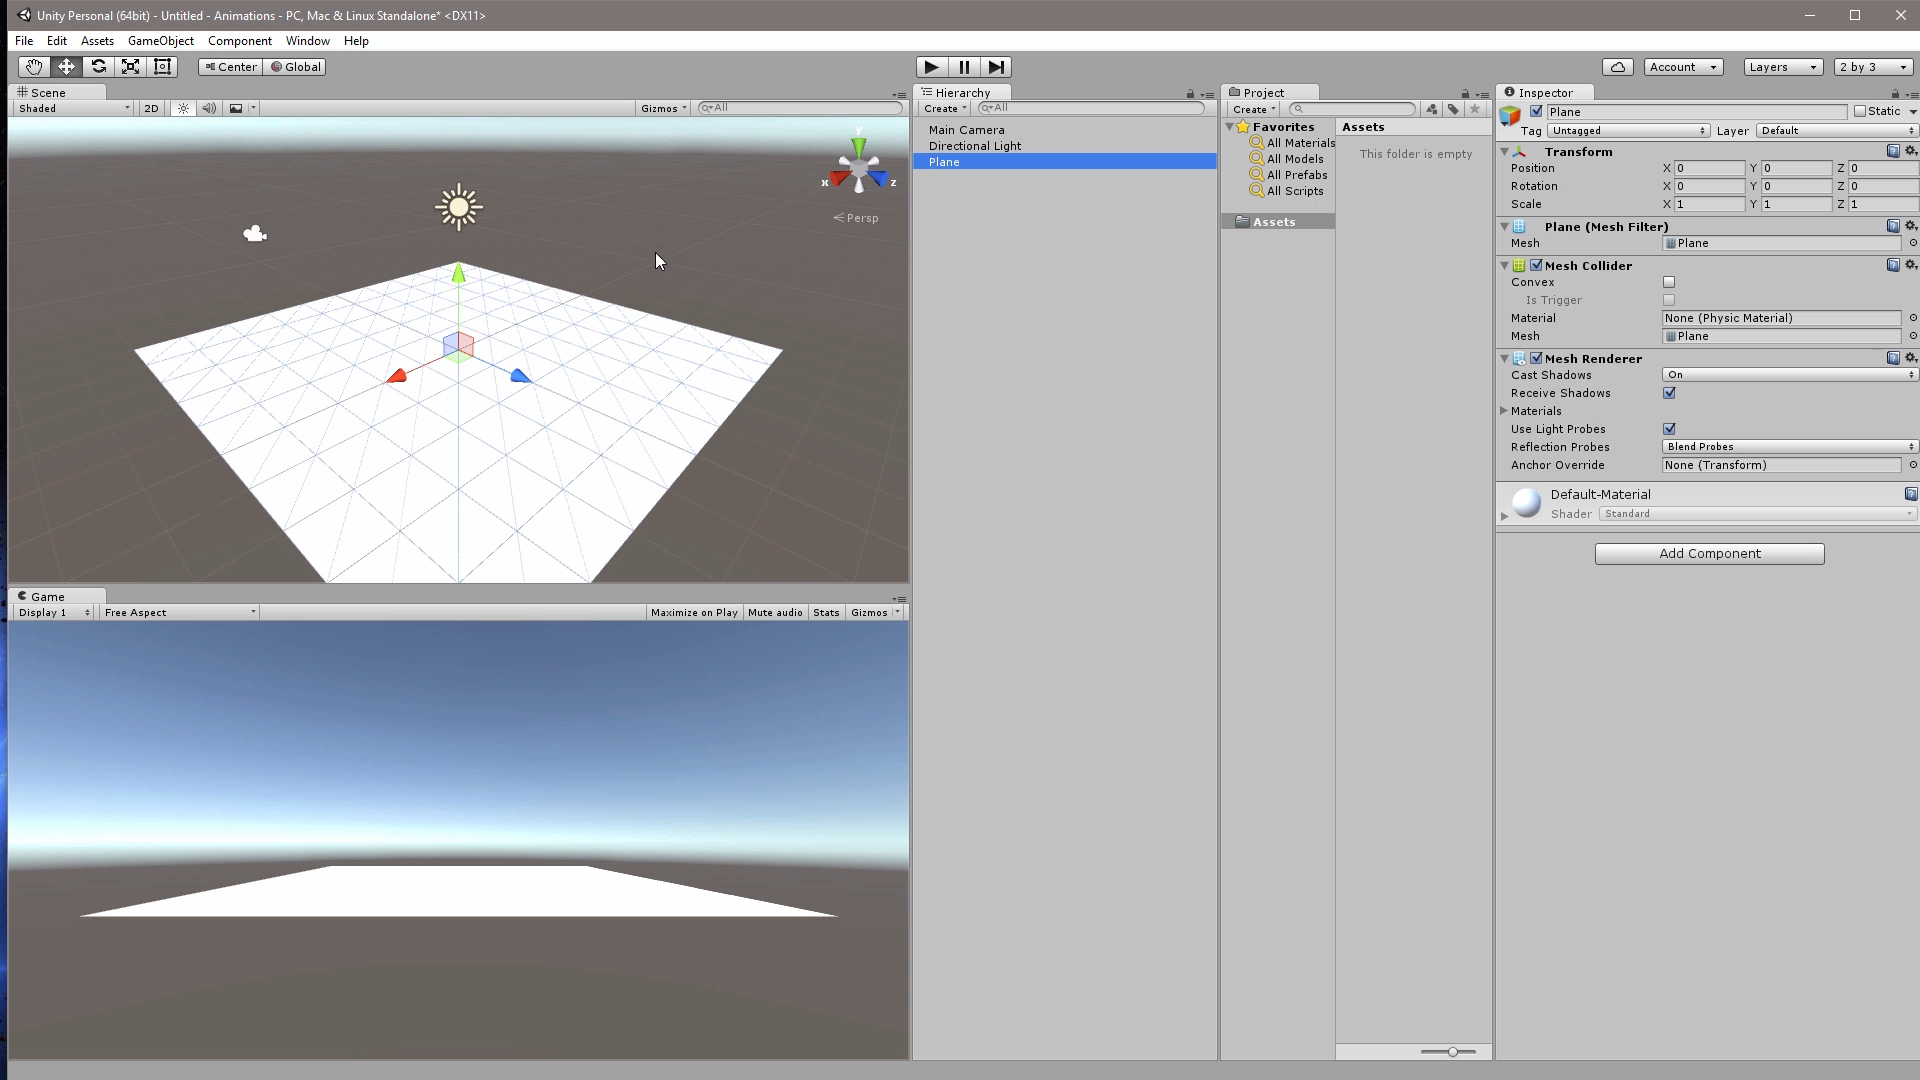 Unity Personal (64bit) - Untitled - Animations - PC, Mac & Linux Standalone* <DX11>
File Edit Assets GameObject Component Window Help
Center Global
Account Layers 2 by 3
Scene
Shaded 2D Gizmos All
y
x z
Persp
Game
Display 1 Free Aspect Maximize on Play Mute audio Stats Gizmos
Hierarchy
Create All
Main Camera
Directional Light
Plane
Project
Create
Favorites
All Materials
All Models
All Prefabs
All Scripts
Assets
Assets
This folder is empty
Inspector
Plane Static
Tag Untagged Layer Default
Transform
Position X 0 Y 0 Z 0
Rotation X 0 Y 0 Z 0
Scale X 1 Y 1 Z 1
Plane (Mesh Filter)
Mesh Plane
Mesh Collider
Convex
Is Trigger
Material None (Physic Material)
Mesh Plane
Mesh Renderer
Cast Shadows On
Receive Shadows
Materials
Use Light Probes
Reflection Probes Blend Probes
Anchor Override None (Transform)
Default-Material
Shader Standard
Add Component